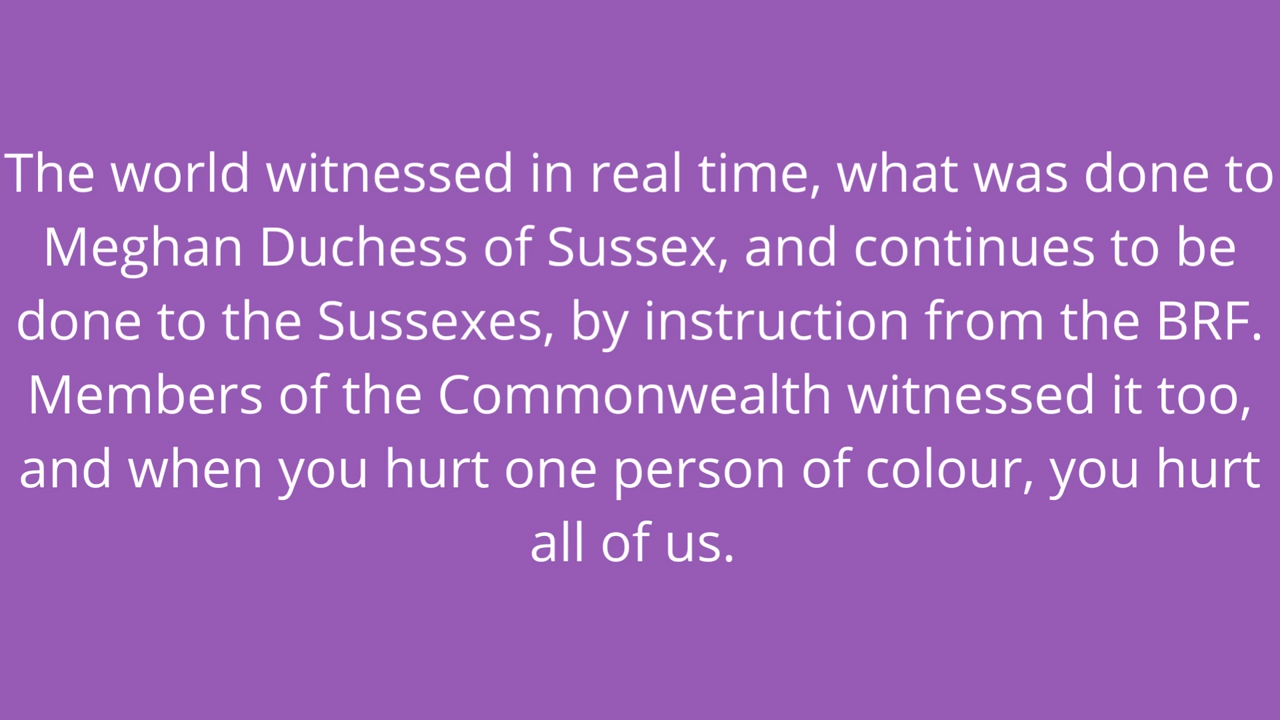 The world witnessed in real time, what was done to
Meghan Duchess of Sussex, and continues to be
done to the Sussexes, by instruction from the BRF.
Members of the Commonwealth witnessed it too,
and when you hurt one person of colour, you hurt
all of us.